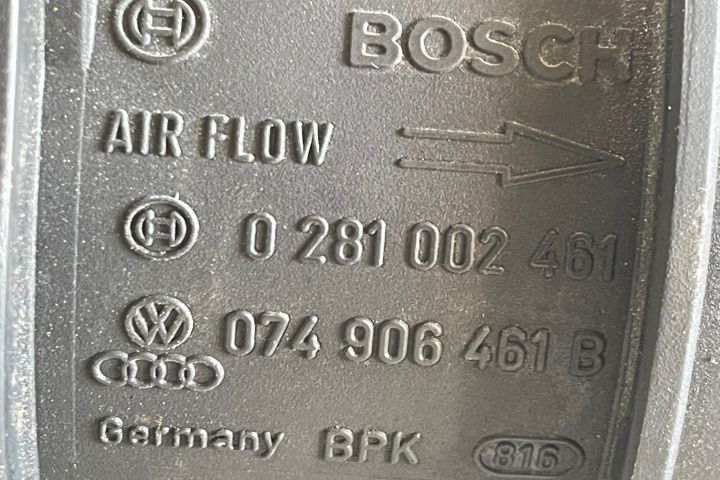 BOSCH
AIR FLOW
0 281 002 461
074 906 461 B
Germany BPK 816